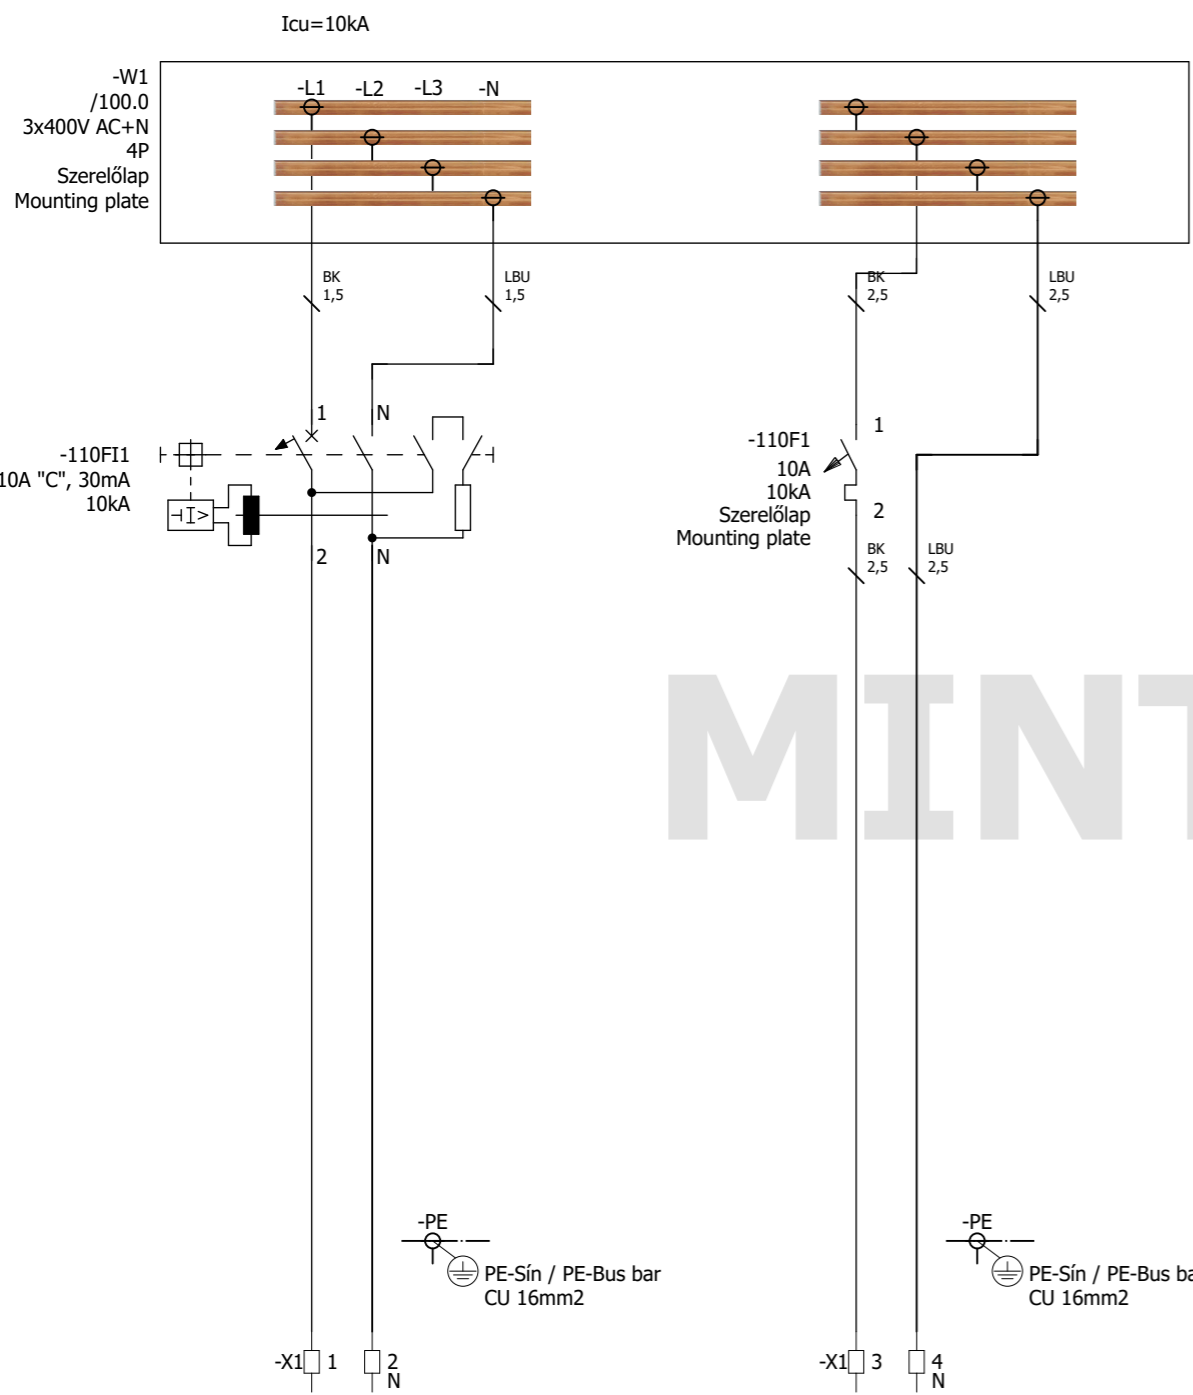 Icu=10kA
-W1
/100.0
3x400V AC+N
4P
Szerelőlap
Mounting plate
-L1 -L2 -L3 -N
BK
1,5
LBU
1,5
BK
2,5
LBU
2,5
1 N
-110FI1
10A "C", 30mA
10kA
I>
2 N
1
-110F1
10A
10kA
Szerelőlap
Mounting plate
2
BK
2,5
LBU
2,5
MINT
-PE
PE-Sín / PE-Bus bar
CU 16mm2
-PE
PE-Sín / PE-Bus ba
CU 16mm2
-X1 1 2
N
-X1 3 4
N